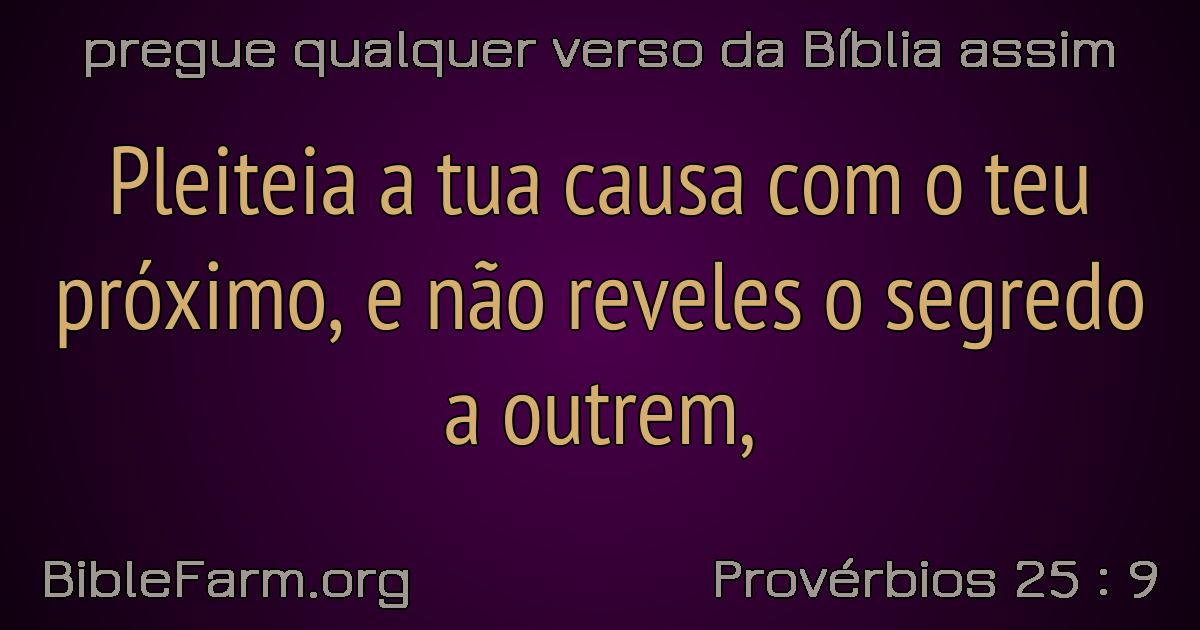 pregue qualquer verso da Bíblia assim
Pleiteia a tua causa com o teu
próximo, e não reveles o segredo
a outrem,
BibleFarm.org
Provérbios 25 : 9